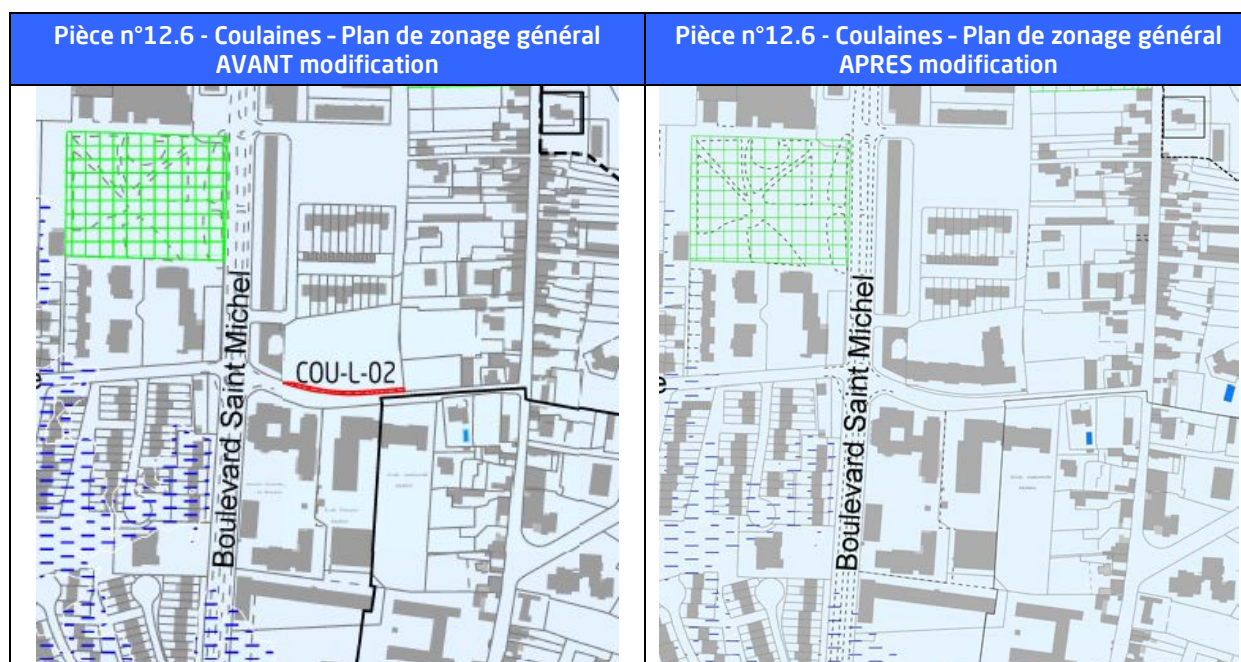 Pièce n°12.6 - Coulaines – Plan de zonage général
AVANT modification
Pièce n°12.6 - Coulaines – Plan de zonage général
APRES modification
COU-L-02
Boulevard Saint Michel
Boulevard Saint Michel